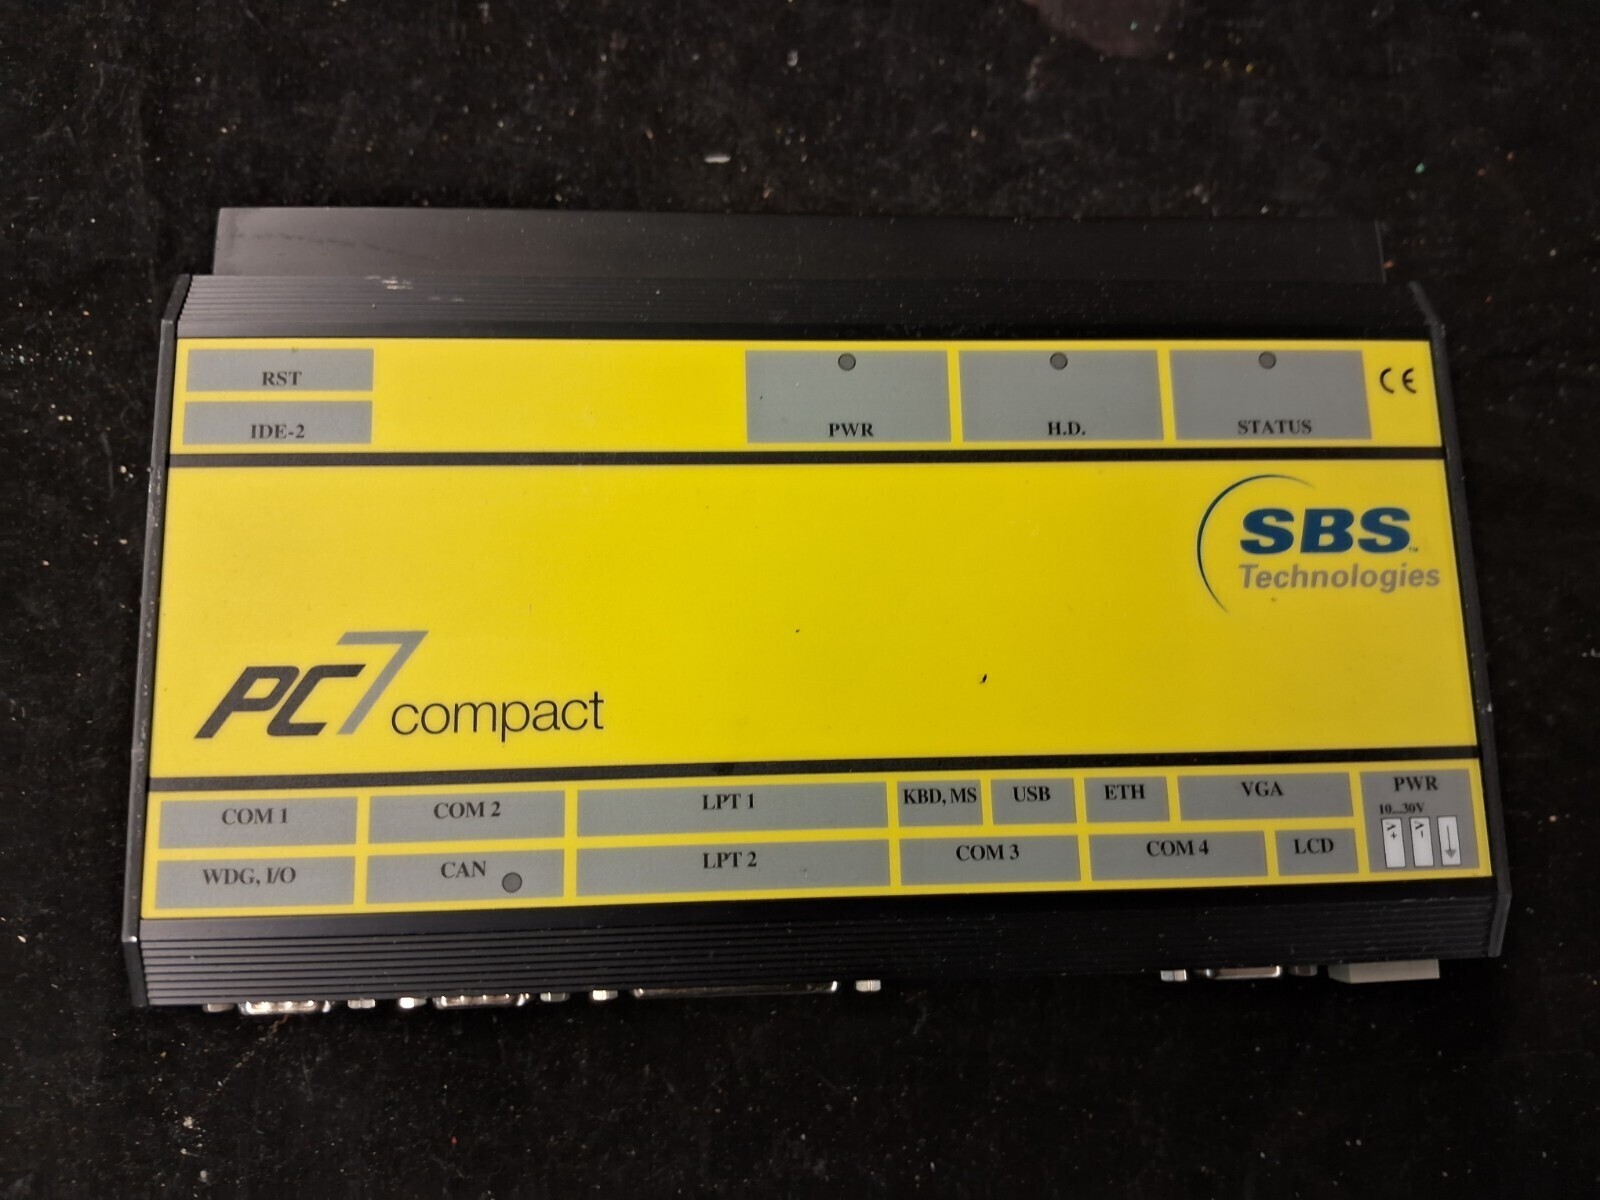 RST
IDE-2
PWR
H.D.
STATUS
CE
SBS™
Technologies
PC7 compact
COM 1
COM 2
LPT 1
KBD, MS
USB
ETH
VGA
PWR
10...30V
+V
-V
WDG, I/O
CAN
LPT 2
COM 3
COM 4
LCD